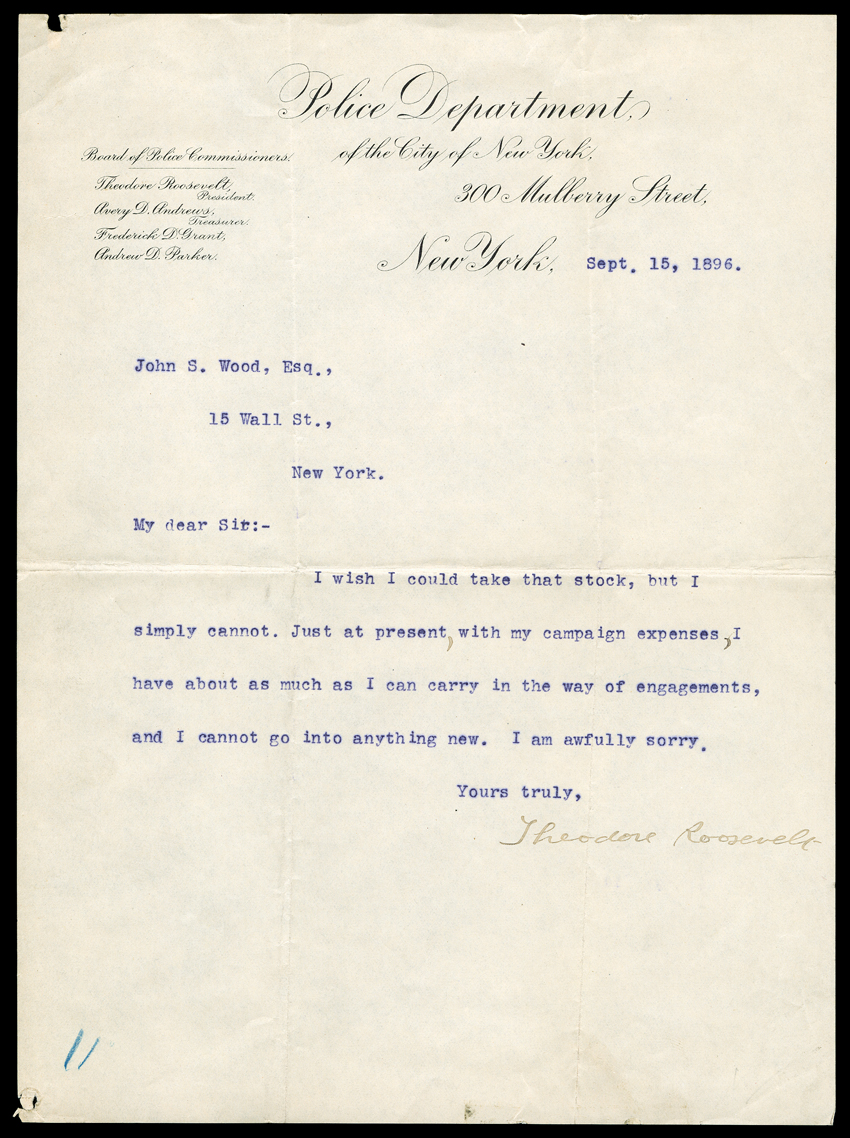 Police Department,
of the City of New York,
300 Mulberry Street,
New York, Sept. 15, 1896.
Board of Police Commissioners.
Theodore Roosevelt,
President.
Avery D. Andrews,
Treasurer.
Frederick D. Grant,
Andrew D. Parker.
John S. Wood, Esq.,
15 Wall St.,
New York.
My dear Sir:-
I wish I could take that stock, but I
simply cannot. Just at present, with my campaign expenses, I
have about as much as I can carry in the way of engagements,
and I cannot go into anything new. I am awfully sorry.
Yours truly,
Theodore Roosevelt
11